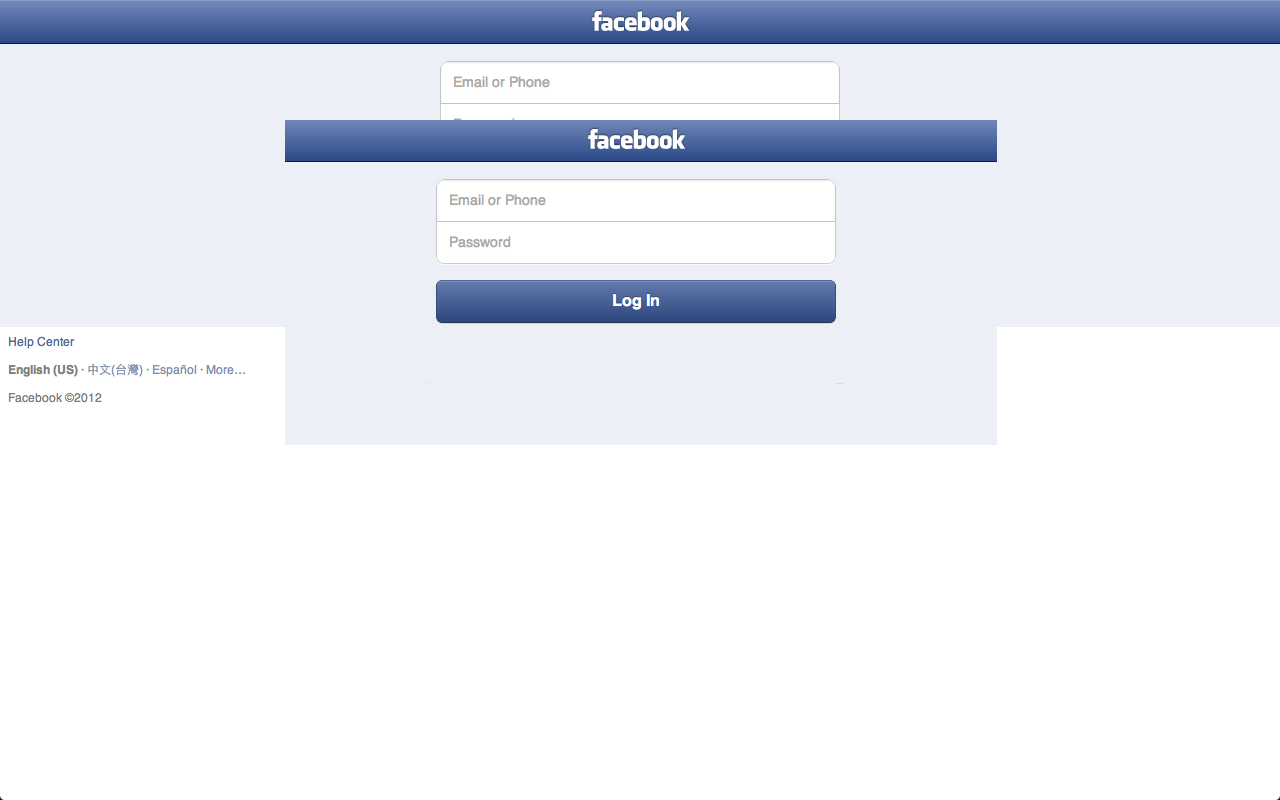 facebook
Email or Phone
facebook
Email or Phone
Password
Log In
Help Center
English (US) · 中文(台灣) · Español · More…
Facebook ©2012